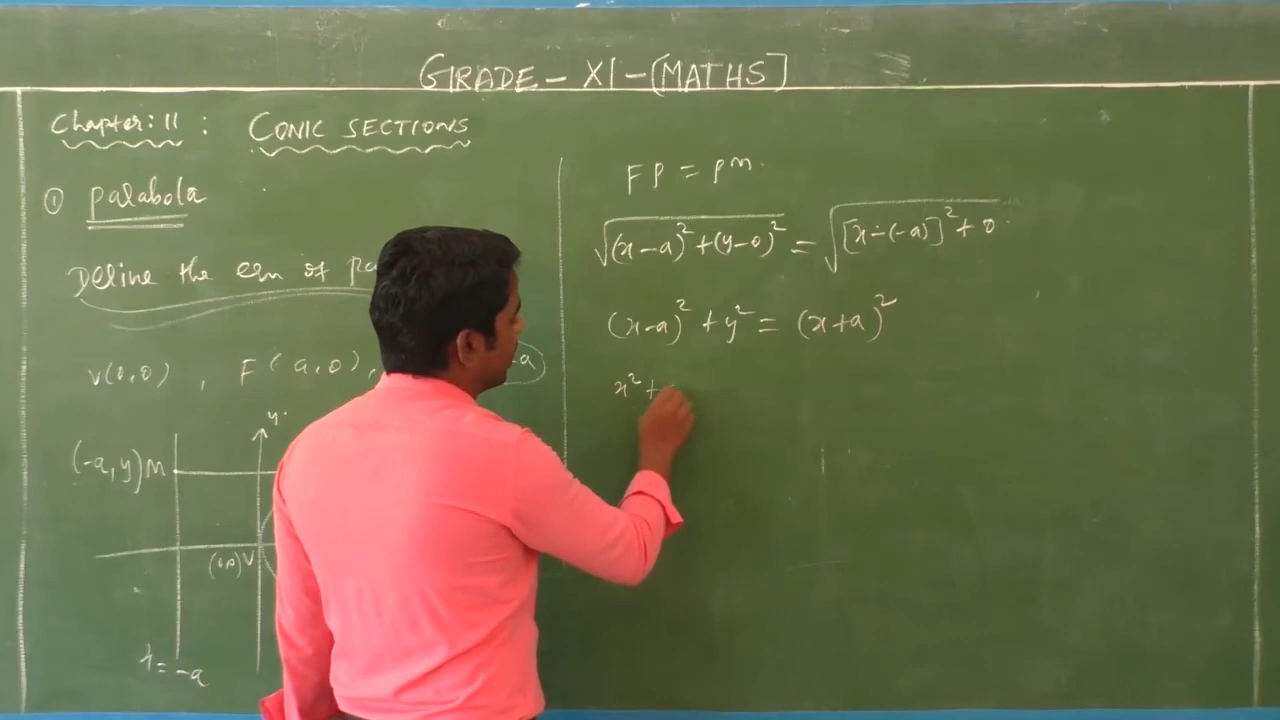 GRADE - XI - [MATHS]
Chapter: 11 : CONIC SECTIONS
① parabola
Define the eqn of pa
V(0,0) , F(a,0), -a
y
(-a,y)M
(0,0)V
x = -a
FP = PM.
√(x-a)² + (y-0)² = √[x-(-a)]² + 0
(x-a)² + y² = (x+a)²
x² +